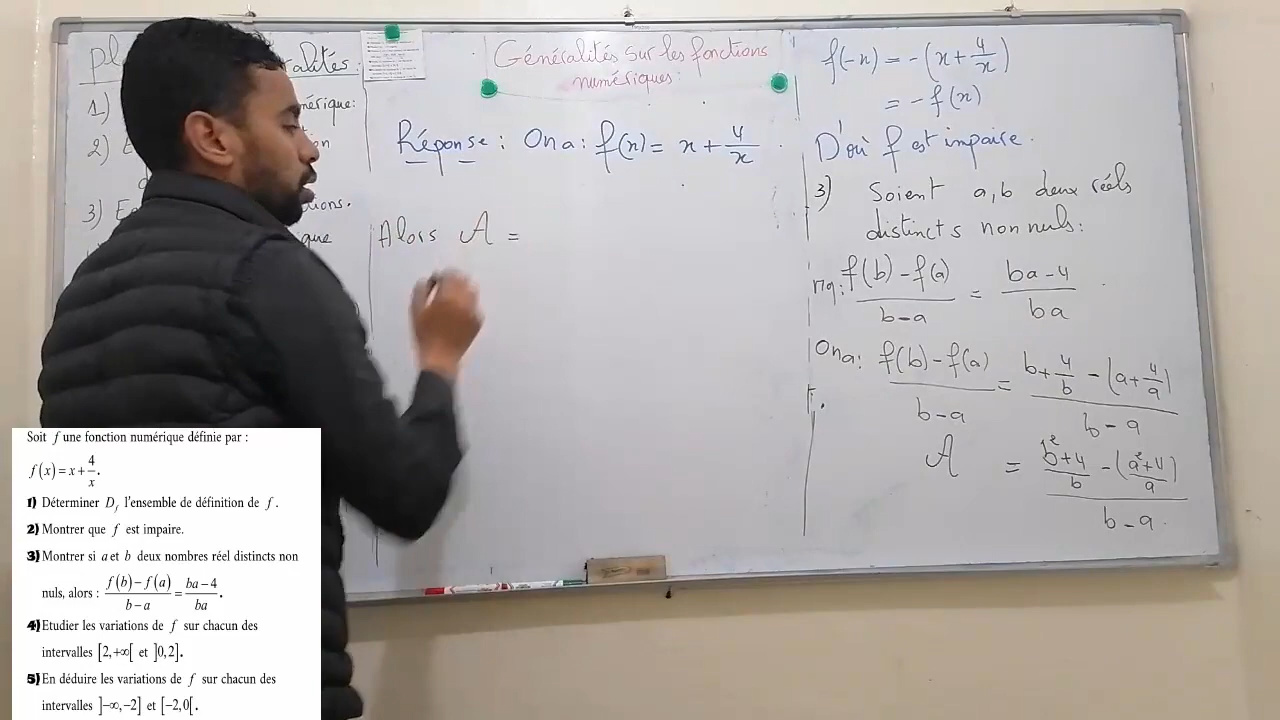 Généralités sur les fonctions
numériques:
1)
2)
3)
Réponse : On a : f(x) = x + 4/x
Alors A =
f(-x) = -(x + 4/x)
= -f(x)
D'où f est impaire.
3) Soient a, b deux réels
distincts non nuls:
Mq: (f(b) - f(a))/(b-a) = (ba-4)/(ba)
On a: (f(b) - f(a))/(b-a) = (b + 4/b - (a + 4/a))/(b-a)
A = ((b²+4)/b - ((a²+4)/a))/(b-a)
Soit f une fonction numérique définie par :
f(x) = x + 4/x.
1) Déterminer D_f l'ensemble de définition de f.
2) Montrer que f est impaire.
3) Montrer si a et b deux nombres réel distincts non
nuls, alors : (f(b) - f(a))/(b-a) = (ba-4)/(ba).
4) Etudier les variations de f sur chacun des
intervalles [2,+∞[ et ]0,2].
5) En déduire les variations de f sur chacun des
intervalles ]-∞,-2] et [-2,0[.